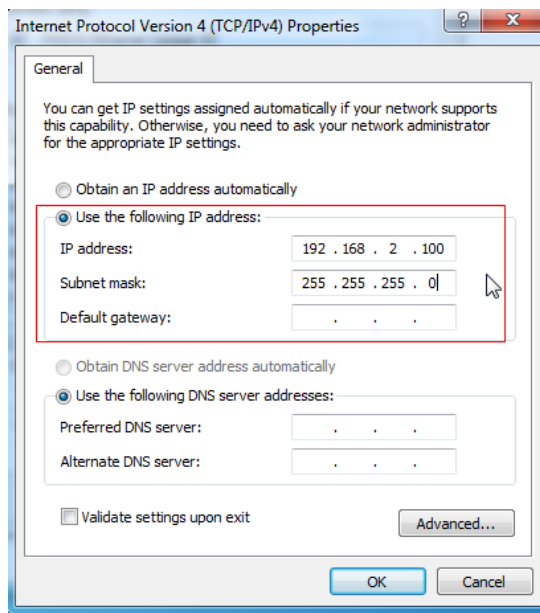 Internet Protocol Version 4 (TCP/IPv4) Properties
General
You can get IP settings assigned automatically if your network supports
this capability. Otherwise, you need to ask your network administrator
for the appropriate IP settings.
Obtain an IP address automatically
Use the following IP address:
IP address: 192 . 168 . 2 . 100
Subnet mask: 255 . 255 . 255 . 0
Default gateway: . . .
Obtain DNS server address automatically
Use the following DNS server addresses:
Preferred DNS server: . . .
Alternate DNS server: . . .
Validate settings upon exit
Advanced...
OK Cancel